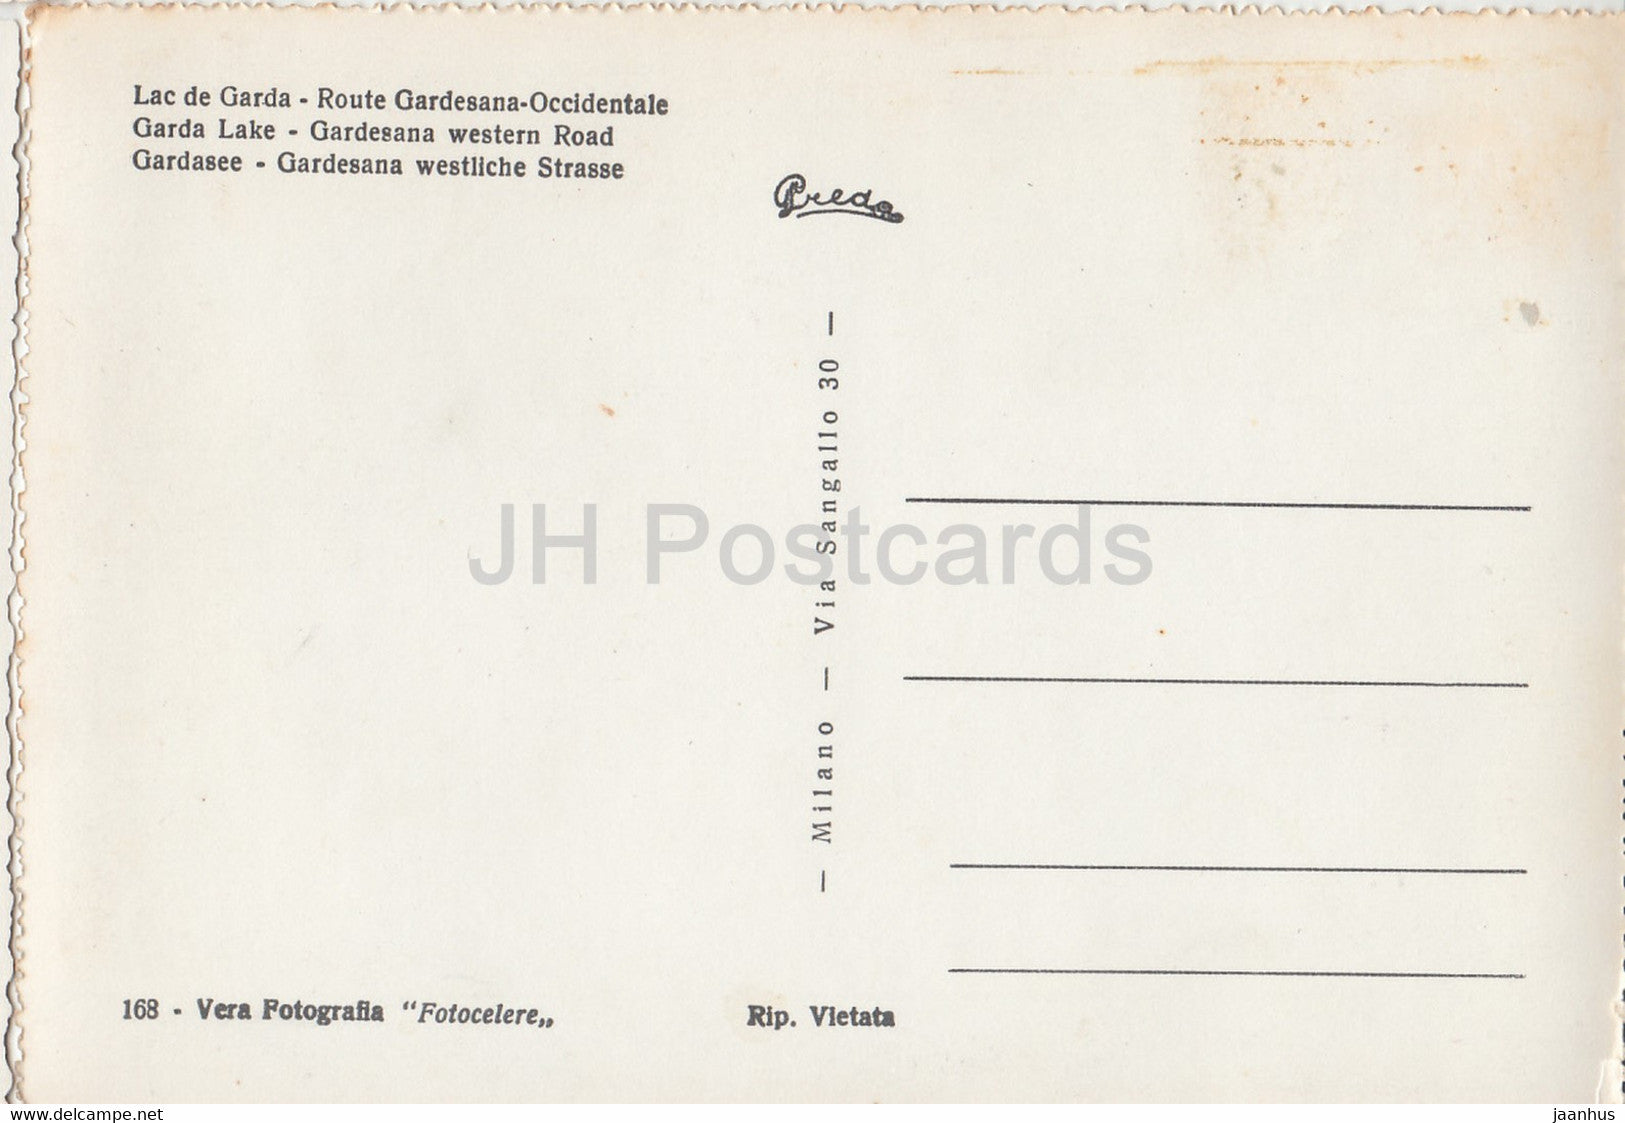 Lac de Garda - Route Gardesana-Occidentale
Garda Lake - Gardesana western Road
Gardasee - Gardesana westliche Strasse
Preda
— Milano — Via Sangallo 30 —
JH Postcards
168 - Vera Fotografia “Fotocelere„
Rip. Vietata
www.delcampe.net
jaanhus